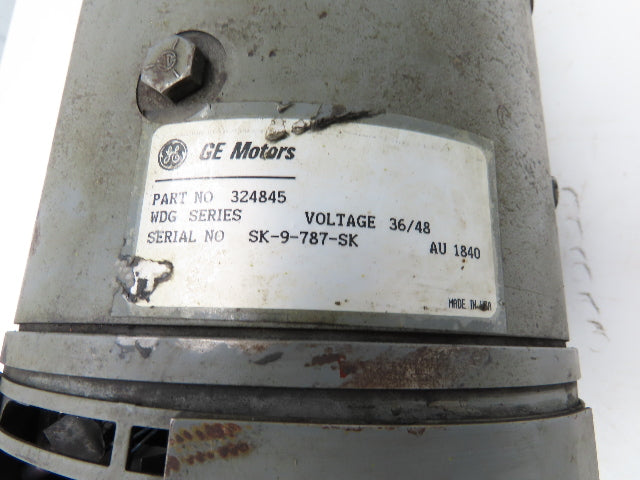 GE GE Motors
PART NO 324845
WDG SERIES VOLTAGE 36/48
SERIAL NO SK-9-787-SK AU 1840
MADE IN